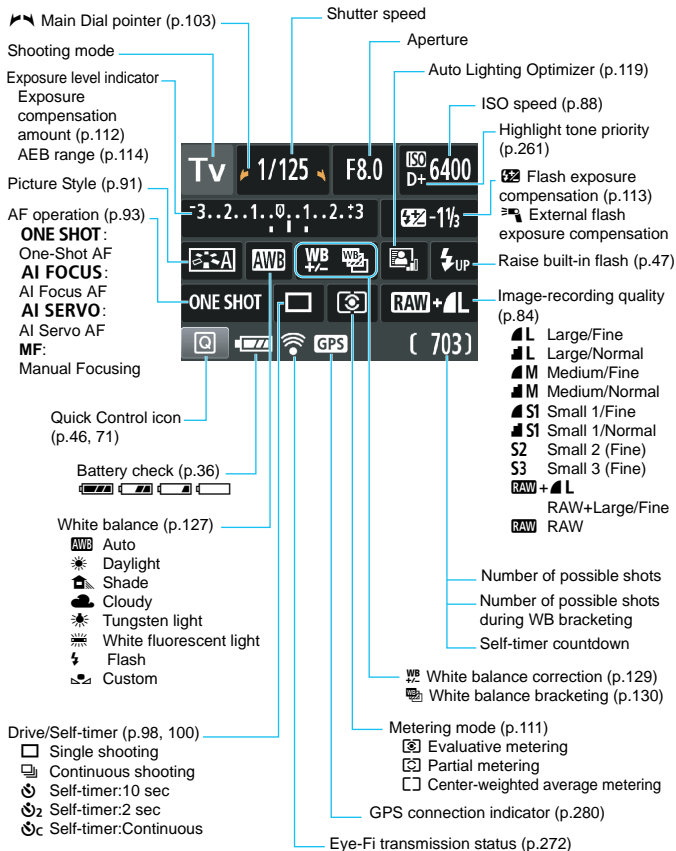 Main Dial pointer (p.103)
Shutter speed
Shooting mode
Aperture
Exposure level indicator
Exposure
compensation
amount (p.112)
AEB range (p.114)
Auto Lighting Optimizer (p.119)
ISO speed (p.88)
Highlight tone priority
(p.261)
Picture Style (p.91)
Flash exposure
compensation (p.113)
External flash
exposure compensation
AF operation (p.93)
ONE SHOT:
One-Shot AF
AI FOCUS:
AI Focus AF
AI SERVO:
AI Servo AF
MF:
Manual Focusing
Raise built-in flash (p.47)
Tv 1/125 F8.0 ISO D+ 6400
-3..2..1..0..1..2.+3 -1⅓
A AWB WB +/- WB UP
ONE SHOT RAW+L
Q GPS ( 703)
Image-recording quality
(p.84)
L Large/Fine
L Large/Normal
M Medium/Fine
M Medium/Normal
S1 Small 1/Fine
S1 Small 1/Normal
S2 Small 2 (Fine)
S3 Small 3 (Fine)
RAW+L
RAW+Large/Fine
RAW RAW
Quick Control icon
(p.46, 71)
Battery check (p.36)
White balance (p.127)
AWB Auto
Daylight
Shade
Cloudy
Tungsten light
White fluorescent light
Flash
Custom
Number of possible shots
Number of possible shots
during WB bracketing
Self-timer countdown
WB +/- White balance correction (p.129)
WB White balance bracketing (p.130)
Drive/Self-timer (p.98, 100)
Single shooting
Continuous shooting
Self-timer:10 sec
2 Self-timer:2 sec
C Self-timer:Continuous
Metering mode (p.111)
Evaluative metering
Partial metering
Center-weighted average metering
GPS connection indicator (p.280)
Eye-Fi transmission status (p.272)